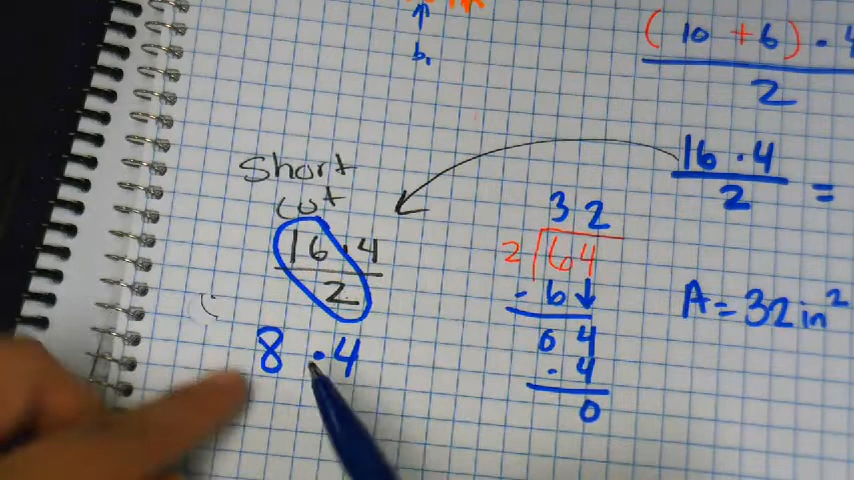 b₁
(10 + 6) · 4
2
16 · 4
2
=
Short
cut
16 · 4
2
8 · 4
32
2 64
- 6
04
- 4
0
A = 32 in²